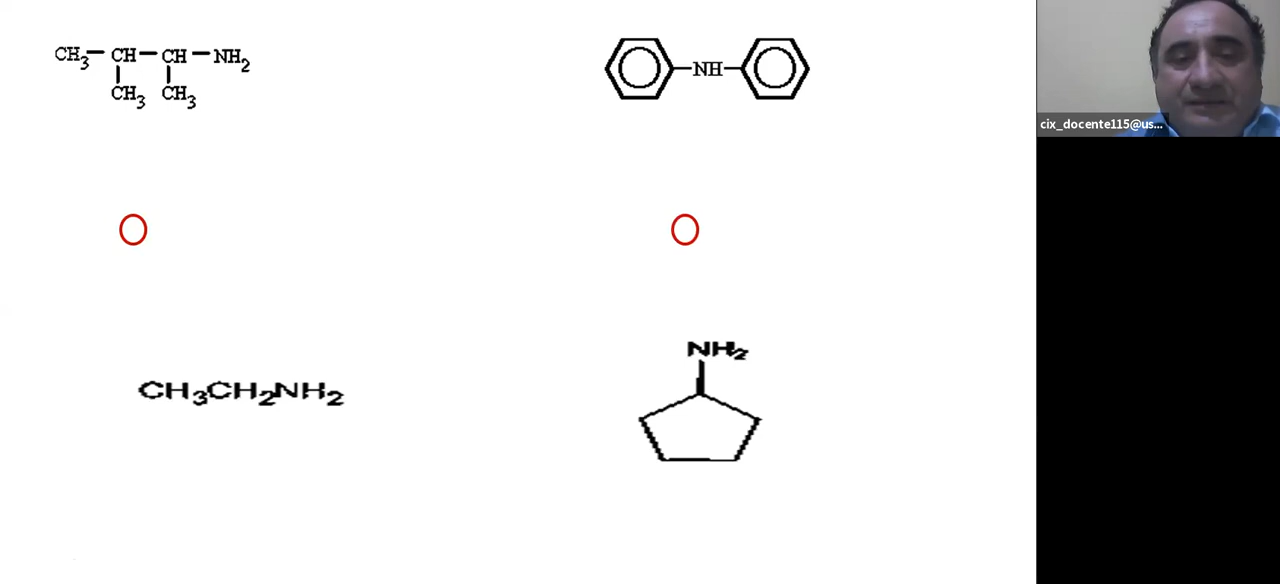 CH₃—CH—CH—NH₂
CH₃ CH₃
NH
cix_docente115@us...
CH₃CH₂NH₂
NH₂